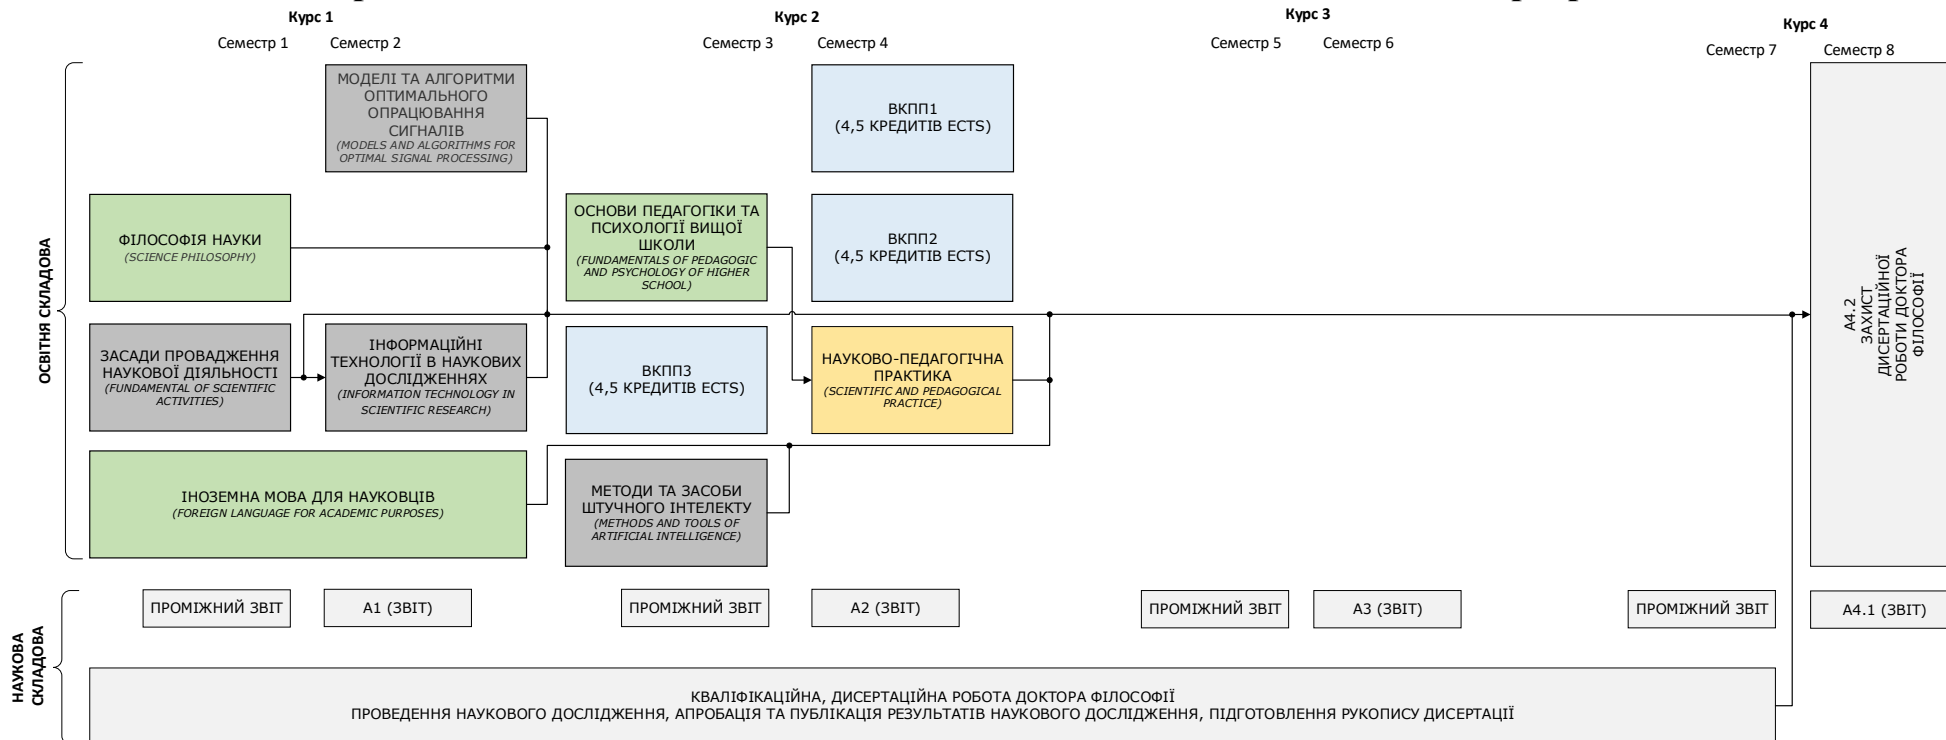 Курс 1
Курс 2
Курс 3
Курс 4
Семестр 1
Семестр 2
Семестр 3
Семестр 4
Семестр 5
Семестр 6
Семестр 7
Семестр 8
ОСВІТНЯ СКЛАДОВА
МОДЕЛІ ТА АЛГОРИТМИ
ОПТИМАЛЬНОГО
ОПРАЦЮВАННЯ
СИГНАЛІВ
(MODELS AND ALGORITHMS FOR
OPTIMAL SIGNAL PROCESSING)
ВКПП1
(4,5 КРЕДИТІВ ECTS)
ФІЛОСОФІЯ НАУКИ
(SCIENCE PHILOSOPHY)
ОСНОВИ ПЕДАГОГІКИ ТА
ПСИХОЛОГІЇ ВИЩОЇ
ШКОЛИ
(FUNDAMENTALS OF PEDAGOGIC
AND PSYCHOLOGY OF HIGHER
SCHOOL)
ВКПП2
(4,5 КРЕДИТІВ ECTS)
ЗАСАДИ ПРОВАДЖЕННЯ
НАУКОВОЇ ДІЯЛЬНОСТІ
(FUNDAMENTAL OF SCIENTIFIC
ACTIVITIES)
ІНФОРМАЦІЙНІ
ТЕХНОЛОГІЇ В НАУКОВИХ
ДОСЛІДЖЕННЯХ
(INFORMATION TECHNOLOGY IN
SCIENTIFIC RESEARCH)
ВКПП3
(4,5 КРЕДИТІВ ECTS)
НАУКОВО-ПЕДАГОГІЧНА
ПРАКТИКА
(SCIENTIFIC AND PEDAGOGICAL
PRACTICE)
ІНОЗЕМНА МОВА ДЛЯ НАУКОВЦІВ
(FOREIGN LANGUAGE FOR ACADEMIC PURPOSES)
МЕТОДИ ТА ЗАСОБИ
ШТУЧНОГО ІНТЕЛЕКТУ
(METHODS AND TOOLS OF
ARTIFICIAL INTELLIGENCE)
А4.2
ЗАХИСТ
ДИСЕРТАЦІЙНОЇ
РОБОТИ ДОКТОРА
ФІЛОСОФІЇ
НАУКОВА
СКЛАДОВА
ПРОМІЖНИЙ ЗВІТ
А1 (ЗВІТ)
ПРОМІЖНИЙ ЗВІТ
А2 (ЗВІТ)
ПРОМІЖНИЙ ЗВІТ
А3 (ЗВІТ)
ПРОМІЖНИЙ ЗВІТ
А4.1 (ЗВІТ)
КВАЛІФІКАЦІЙНА, ДИСЕРТАЦІЙНА РОБОТА ДОКТОРА ФІЛОСОФІЇ
ПРОВЕДЕННЯ НАУКОВОГО ДОСЛІДЖЕННЯ, АПРОБАЦІЯ ТА ПУБЛІКАЦІЯ РЕЗУЛЬТАТІВ НАУКОВОГО ДОСЛІДЖЕННЯ, ПІДГОТОВЛЕННЯ РУКОПИСУ ДИСЕРТАЦІЇ